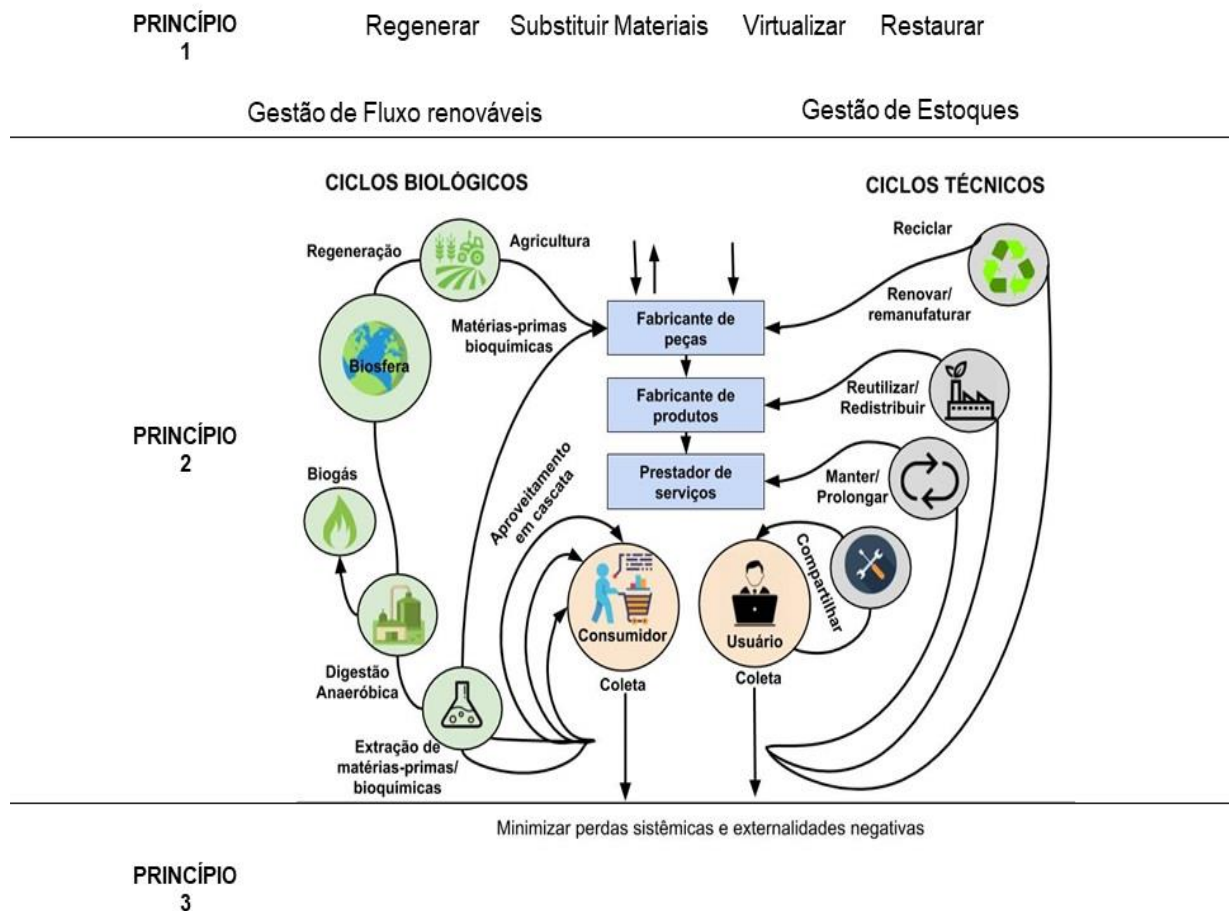 PRINCÍPIO
1
Regenerar Substituir Materiais Virtualizar Restaurar
Gestão de Fluxo renováveis
Gestão de Estoques
PRINCÍPIO
2
CICLOS BIOLÓGICOS
Regeneração
Agricultura
Matérias-primas
bioquímicas
Biosfera
Biogás
Digestão
Anaeróbica
Extração de
matérias-primas/
bioquímicas
Aproveitamento
em cascata
Fabricante de
peças
Fabricante de
produtos
Prestador de
serviços
Consumidor
Coleta
Usuário
Coleta
Compartilhar
CICLOS TÉCNICOS
Reciclar
Renovar/
remanufaturar
Reutilizar/
Redistribuir
Manter/
Prolongar
Minimizar perdas sistêmicas e externalidades negativas
PRINCÍPIO
3